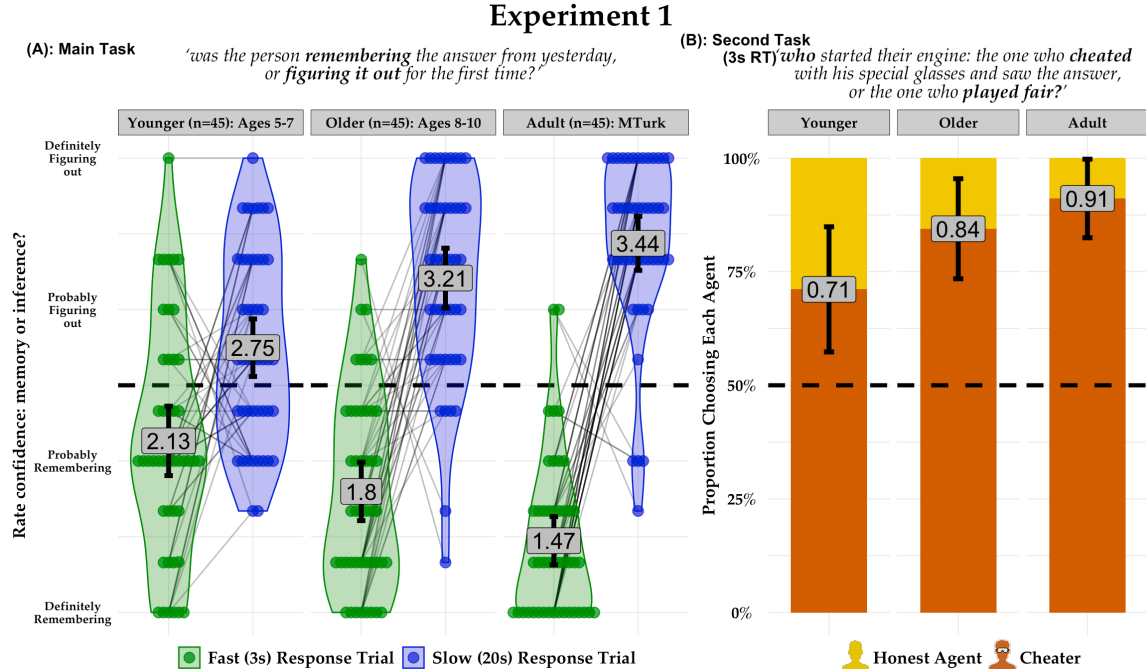 Experiment 1
(A): Main Task
‘was the person remembering the answer from yesterday,
or figuring it out for the first time?’
(B): Second Task
(3s RT)
‘who started their engine: the one who cheated
with his special glasses and saw the answer,
or the one who played fair?’
Younger (n=45): Ages 5-7
Older (n=45): Ages 8-10
Adult (n=45): MTurk
Younger
Older
Adult
Rate confidence: memory or inference?
Definitely
Figuring
out
Probably
Figuring
out
Probably
Remembering
Definitely
Remembering
2.13
2.75
1.8
3.21
1.47
3.44
Proportion Choosing Each Agent
100%
75%
50%
25%
0%
0.71
0.84
0.91
Fast (3s) Response Trial
Slow (20s) Response Trial
Honest Agent
Cheater